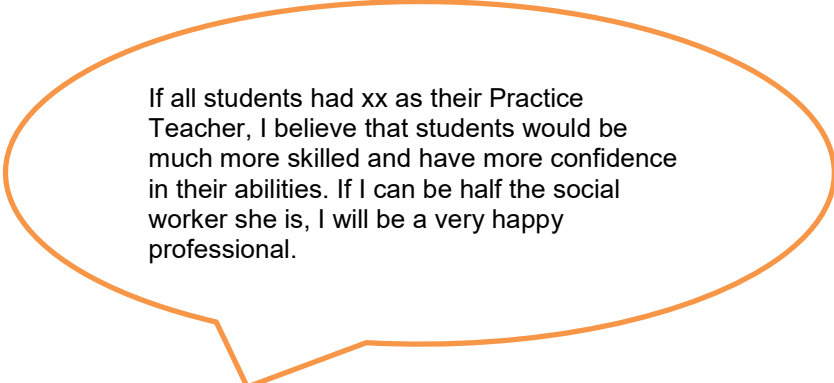 If all students had xx as their Practice
Teacher, I believe that students would be
much more skilled and have more confidence
in their abilities. If I can be half the social
worker she is, I will be a very happy
professional.